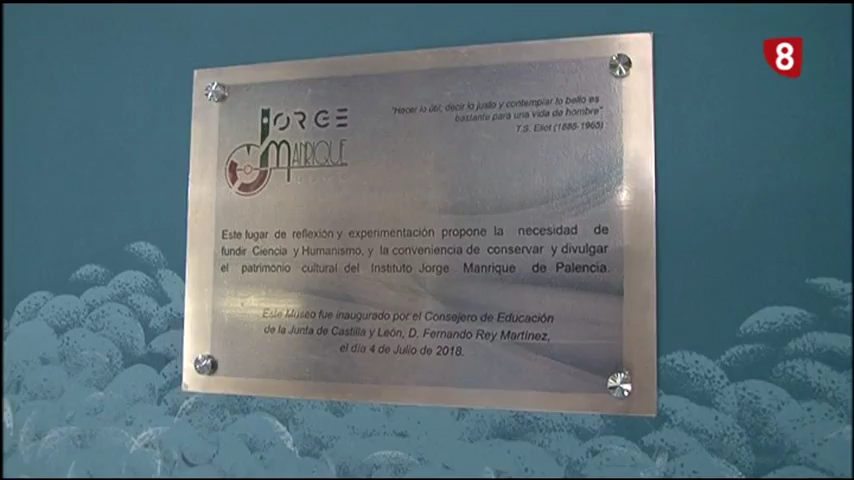 8
"Hacer lo útil, decir lo justo y contemplar lo bello es
bastante para una vida de hombre"
T.S. Eliot (1885-1965)
JORGE
MANRIQUE
Este lugar de reflexión y experimentación propone la necesidad de
fundir Ciencia y Humanismo, y la conveniencia de conservar y divulgar
el patrimonio cultural del Instituto Jorge Manrique de Palencia.
Este Museo fue inaugurado por el Consejero de Educación
de la Junta de Castilla y León, D. Fernando Rey Martínez,
el día 4 de Julio de 2018.